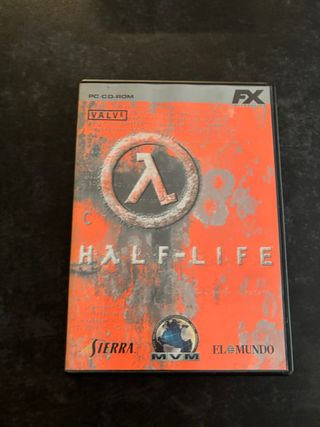 PC-CD-ROM
FX
VALVE
λ
C
HALF-LIFE
SIERRA
MVM
EL MUNDO